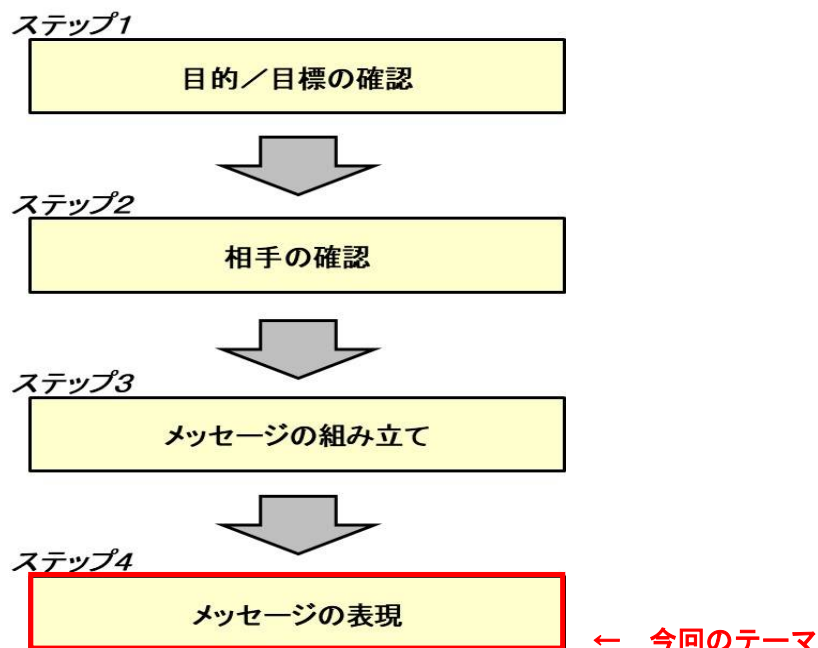 ステップ1
目的／目標の確認
ステップ2
相手の確認
ステップ3
メッセージの組み立て
ステップ4
メッセージの表現
← 今回のテーマ